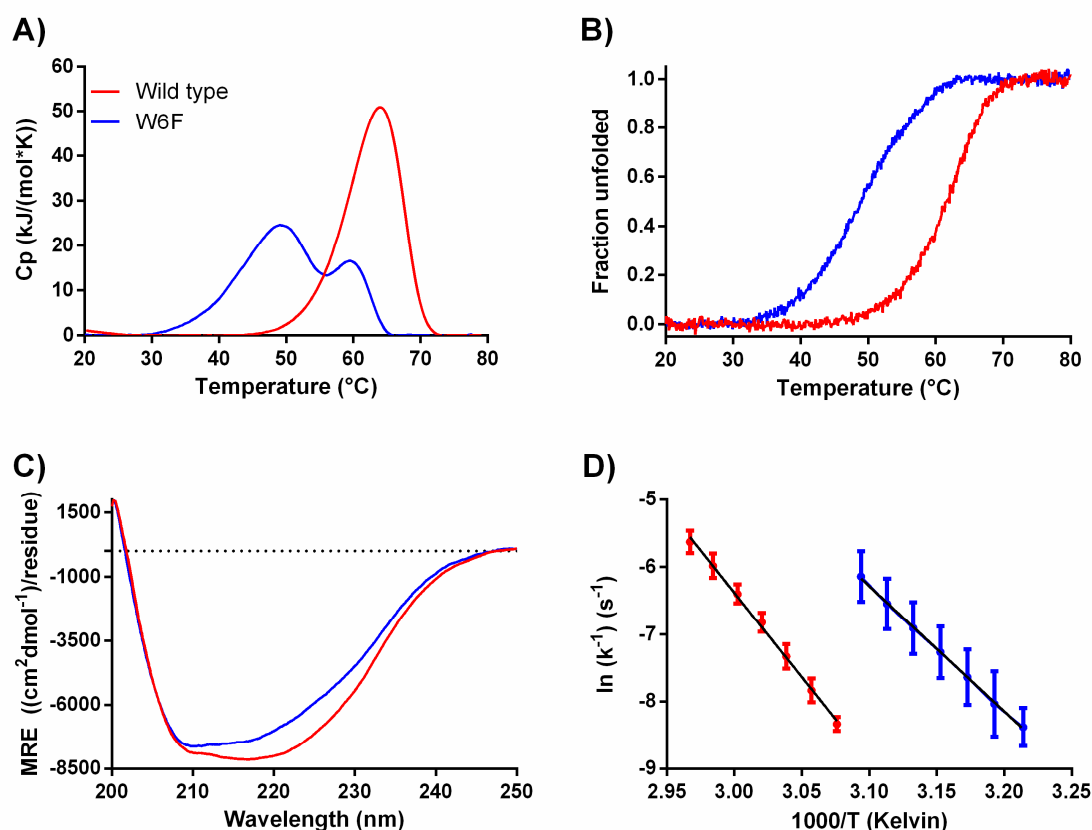 A)
Cp (kJ/(mol*K))
60
50
40
30
20
10
0
Wild type
W6F
20 30 40 50 60 70 80
Temperature (°C)
B)
Fraction unfolded
1.0
0.8
0.6
0.4
0.2
0.0
20 30 40 50 60 70 80
Temperature (°C)
C)
MRE ((cm²dmol⁻¹)/residue)
1500
-1000
-3500
-6000
-8500
200 210 220 230 240 250
Wavelength (nm)
D)
ln (k⁻¹) (s⁻¹)
-5
-6
-7
-8
-9
2.95 3.00 3.05 3.10 3.15 3.20 3.25
1000/T (Kelvin)